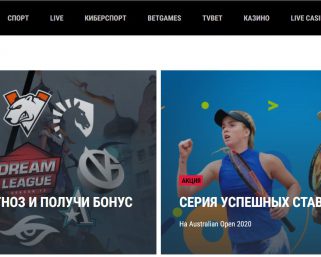 СПОРТ LIVE КИБЕРСПОРТ BETGAMES TVBET КАЗИНО LIVE CASI
DREAM
LEAGUE
НОЗ И ПОЛУЧИ БОНУС
АКЦИЯ
СЕРИЯ УСПЕШНЫХ СТАВ
На Australian Open 2020